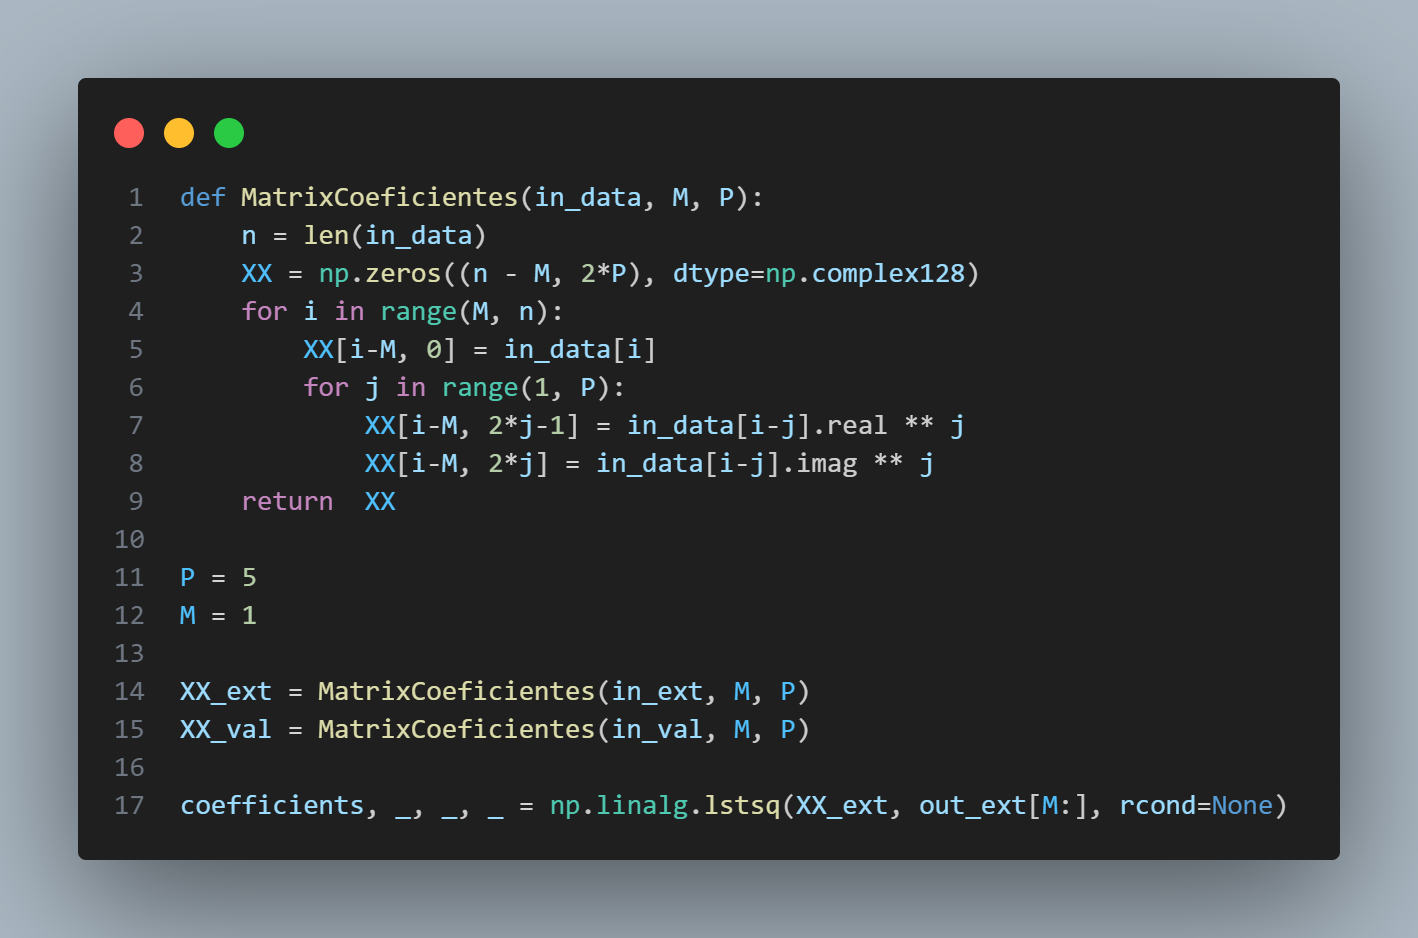 1 def MatrixCoeficientes(in_data, M, P):
2     n = len(in_data)
3     XX = np.zeros((n - M, 2*P), dtype=np.complex128)
4     for i in range(M, n):
5         XX[i-M, 0] = in_data[i]
6         for j in range(1, P):
7             XX[i-M, 2*j-1] = in_data[i-j].real ** j
8             XX[i-M, 2*j] = in_data[i-j].imag ** j
9     return  XX
10
11 P = 5
12 M = 1
13
14 XX_ext = MatrixCoeficientes(in_ext, M, P)
15 XX_val = MatrixCoeficientes(in_val, M, P)
16
17 coefficients, _, _, _ = np.linalg.lstsq(XX_ext, out_ext[M:], rcond=None)